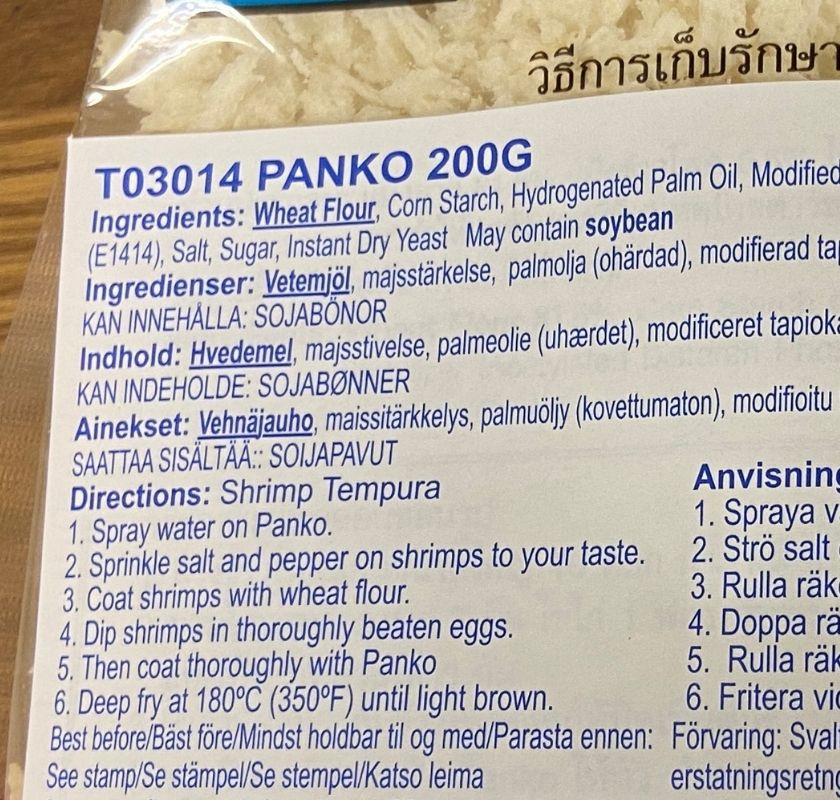 วิธีการเก็บรักษา
T03014 PANKO 200G
Ingredients: Wheat Flour, Corn Starch, Hydrogenated Palm Oil, Modified
(E1414), Salt, Sugar, Instant Dry Yeast May contain soybean
Ingredienser: Vetemjöl, majsstärkelse, palmolja (ohärdad), modifierad
KAN INNEHÅLLA: SOJABÖNOR
Indhold: Hvedemel, majsstivelse, palmeolie (uhærdet), modificeret tapioka
KAN INDEHOLDE: SOJABØNNER
Ainekset: Vehnäjauho, maissitärkkelys, palmuöljy (kovettumaton), modifioitu
SAATTAA SISÄLTÄÄ:: SOIJAPAVUT
Directions: Shrimp Tempura
1. Spray water on Panko.
2. Sprinkle salt and pepper on shrimps to your taste.
3. Coat shrimps with wheat flour.
4. Dip shrimps in thoroughly beaten eggs.
5. Then coat thoroughly with Panko
6. Deep fry at 180ºC (350ºF) until light brown.
Best before/Bäst före/Mindst holdbar til og med/Parasta ennen:
See stamp/Se stämpel/Se stempel/Katso leima
Anvisning
1. Spraya v
2. Strö salt
3. Rulla räk
4. Doppa rä
5. Rulla räk
6. Fritera vi
Förvaring: Sval
erstatningsretng